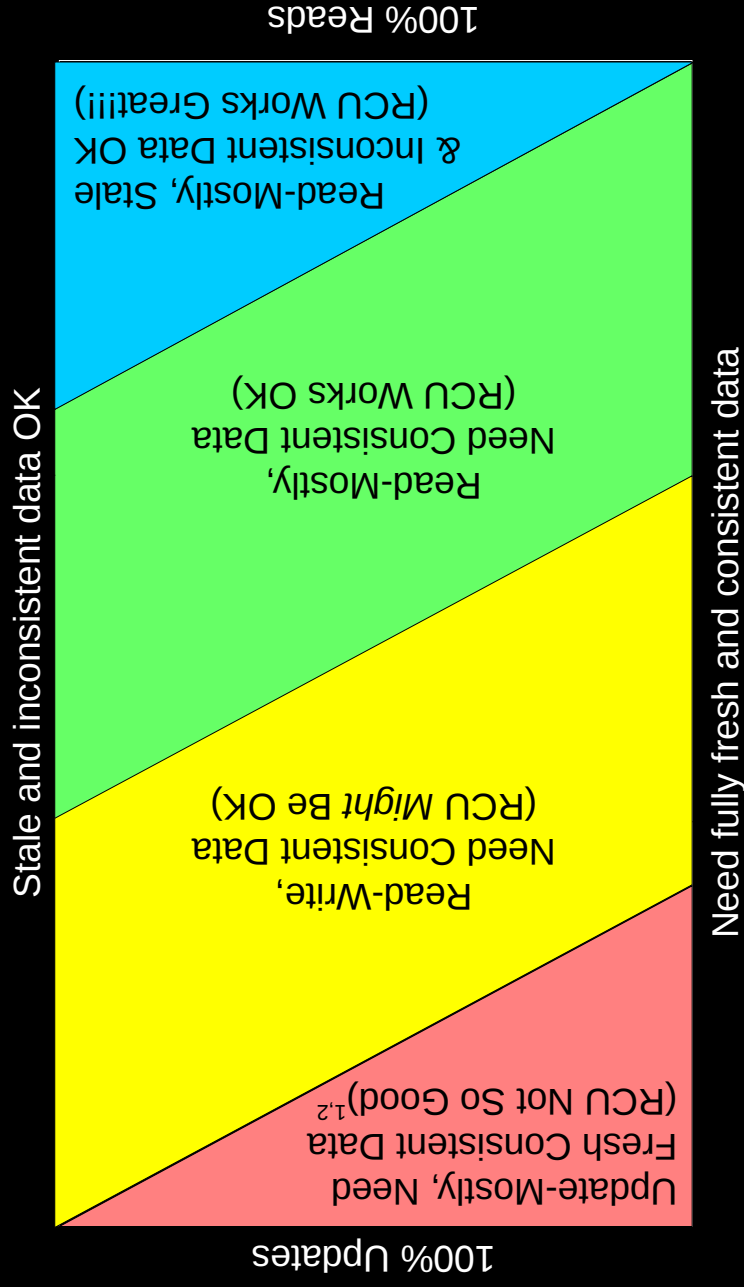 100% Updates
Update-Mostly, Need
Fresh Consistent Data
(RCU Not So Good)1,2
Read-Write,
Need Consistent Data
(RCU Might Be OK)
Read-Mostly,
Need Consistent Data
(RCU Works OK)
Read-Mostly, Stale
& Inconsistent Data OK
(RCU Works Great!!!)
100% Reads
Stale and inconsistent data OK
Need fully fresh and consistent data